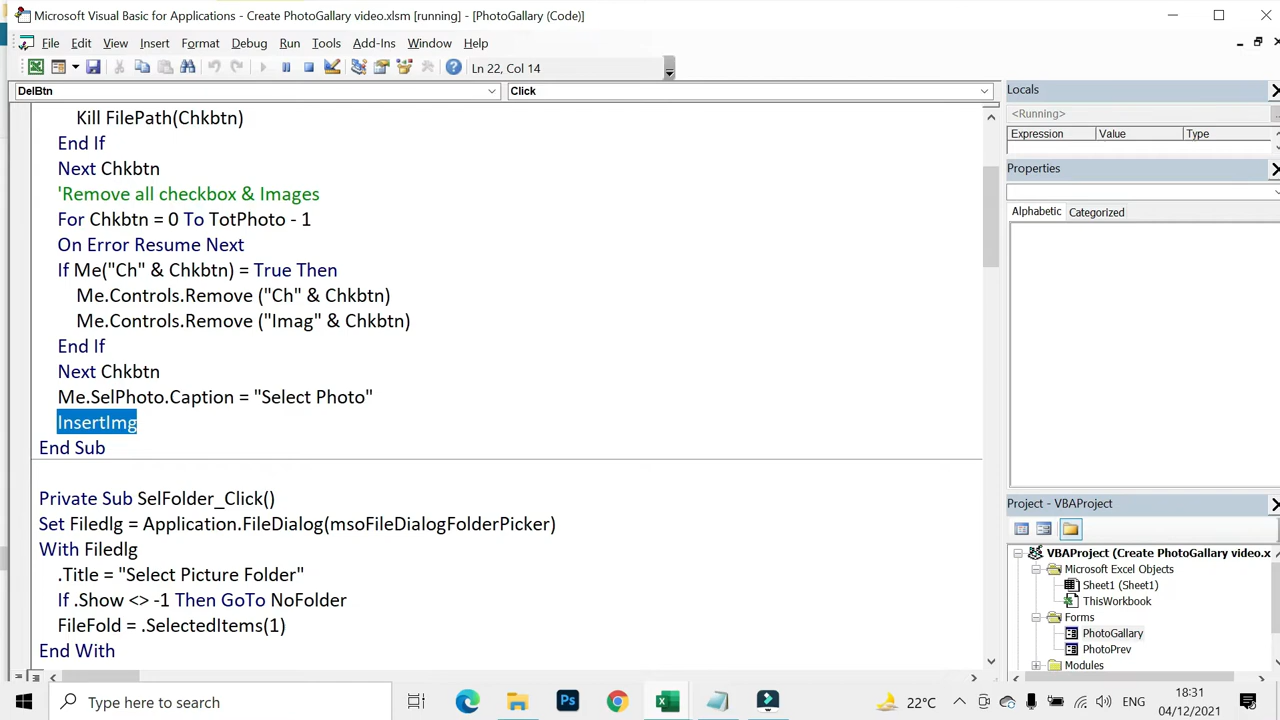 Microsoft Visual Basic for Applications - Create PhotoGallary video.xlsm [running] - [PhotoGallary (Code)]
File Edit View Insert Format Debug Run Tools Add-Ins Window Help
Ln 22, Col 14
DelBtn
Click
Kill FilePath(Chkbtn)
End If
Next Chkbtn
'Remove all checkbox & Images
For Chkbtn = 0 To TotPhoto - 1
On Error Resume Next
If Me("Ch" & Chkbtn) = True Then
Me.Controls.Remove ("Ch" & Chkbtn)
Me.Controls.Remove ("Imag" & Chkbtn)
End If
Next Chkbtn
Me.SelPhoto.Caption = "Select Photo"
InsertImg
End Sub
Private Sub SelFolder_Click()
Set Filedlg = Application.FileDialog(msoFileDialogFolderPicker)
With Filedlg
.Title = "Select Picture Folder"
If .Show <> -1 Then GoTo NoFolder
FileFold = .SelectedItems(1)
End With
Locals
<Running>
Expression Value Type
Properties
Alphabetic Categorized
Project - VBAProject
VBAProject (Create PhotoGallary video.x
Microsoft Excel Objects
Sheet1 (Sheet1)
ThisWorkbook
Forms
PhotoGallary
PhotoPrev
Modules
Type here to search
Ps
22°C
ENG
18:31
04/12/2021